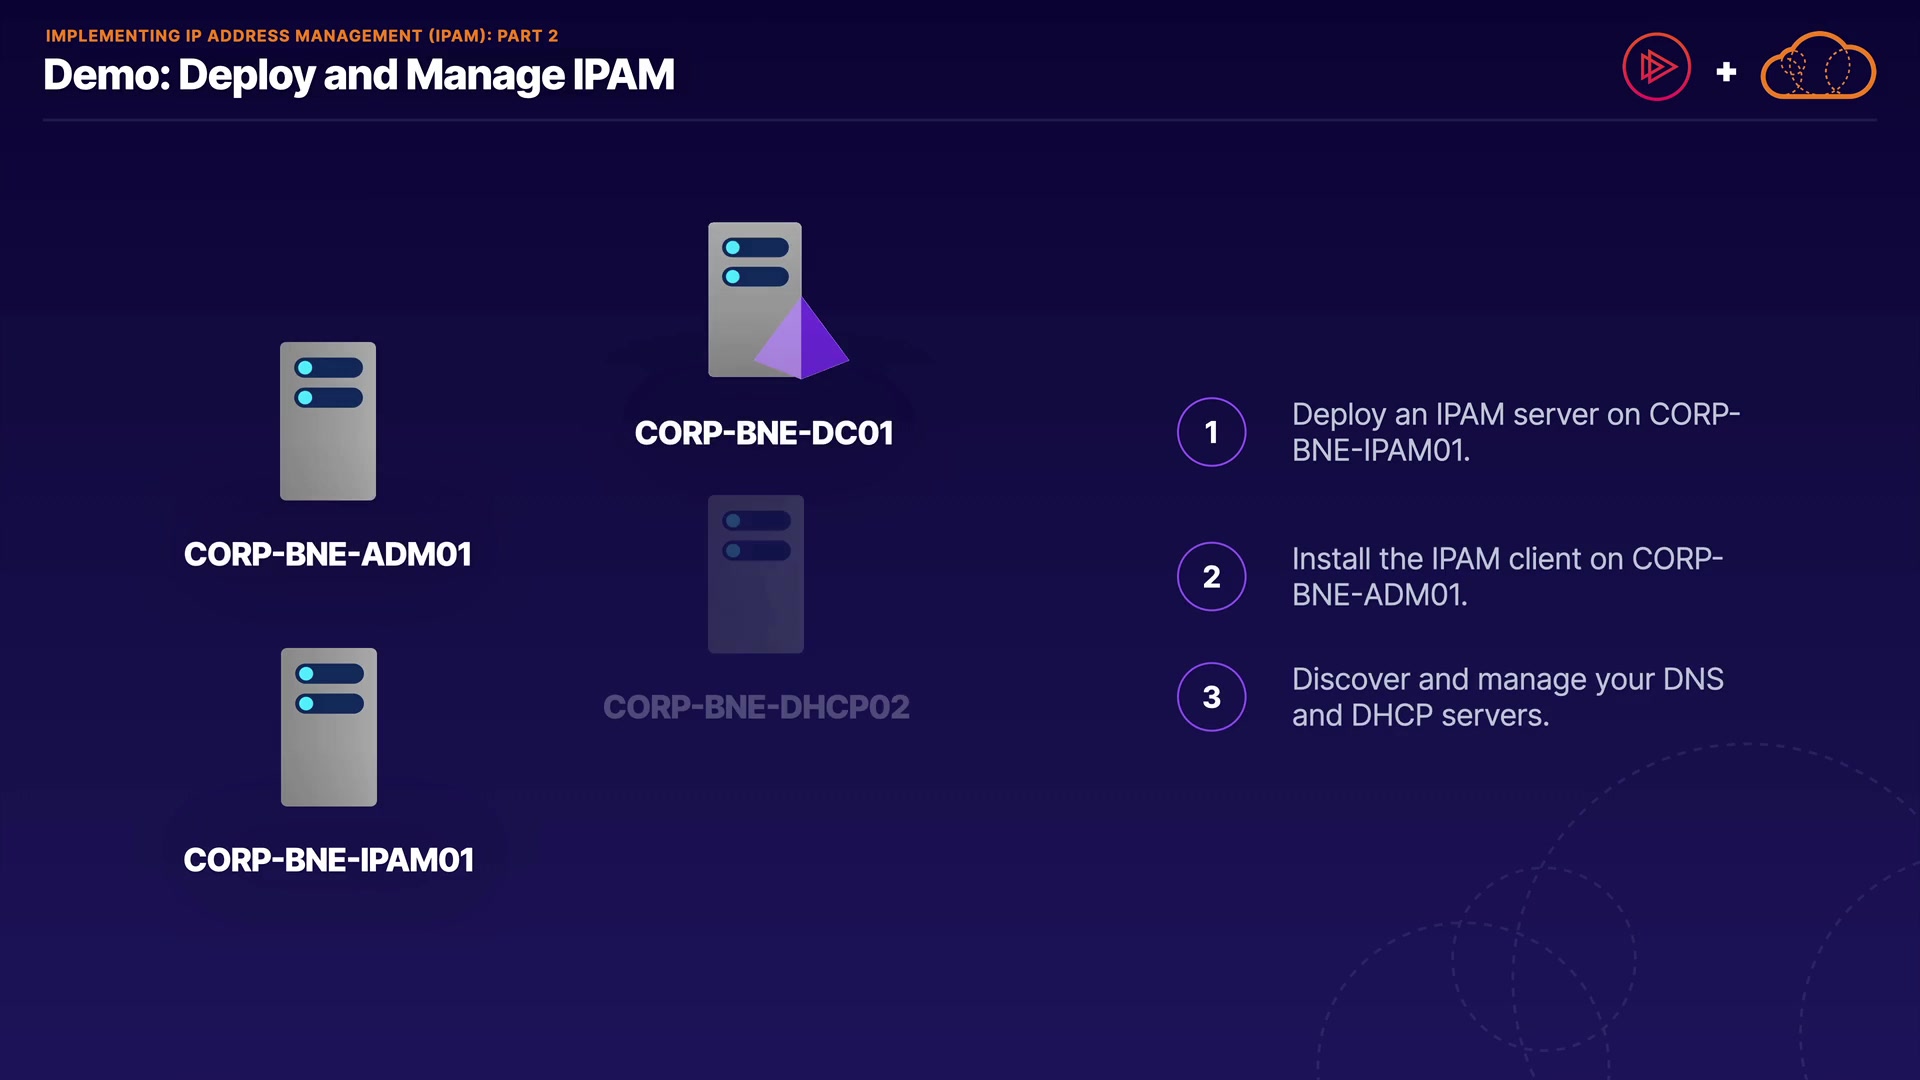 IMPLEMENTING IP ADDRESS MANAGEMENT (IPAM): PART 2
Demo: Deploy and Manage IPAM
CORP-BNE-DC01
CORP-BNE-ADM01
CORP-BNE-DHCP02
CORP-BNE-IPAM01
1
Deploy an IPAM server on CORP-
BNE-IPAM01.
2
Install the IPAM client on CORP-
BNE-ADM01.
3
Discover and manage your DNS
and DHCP servers.